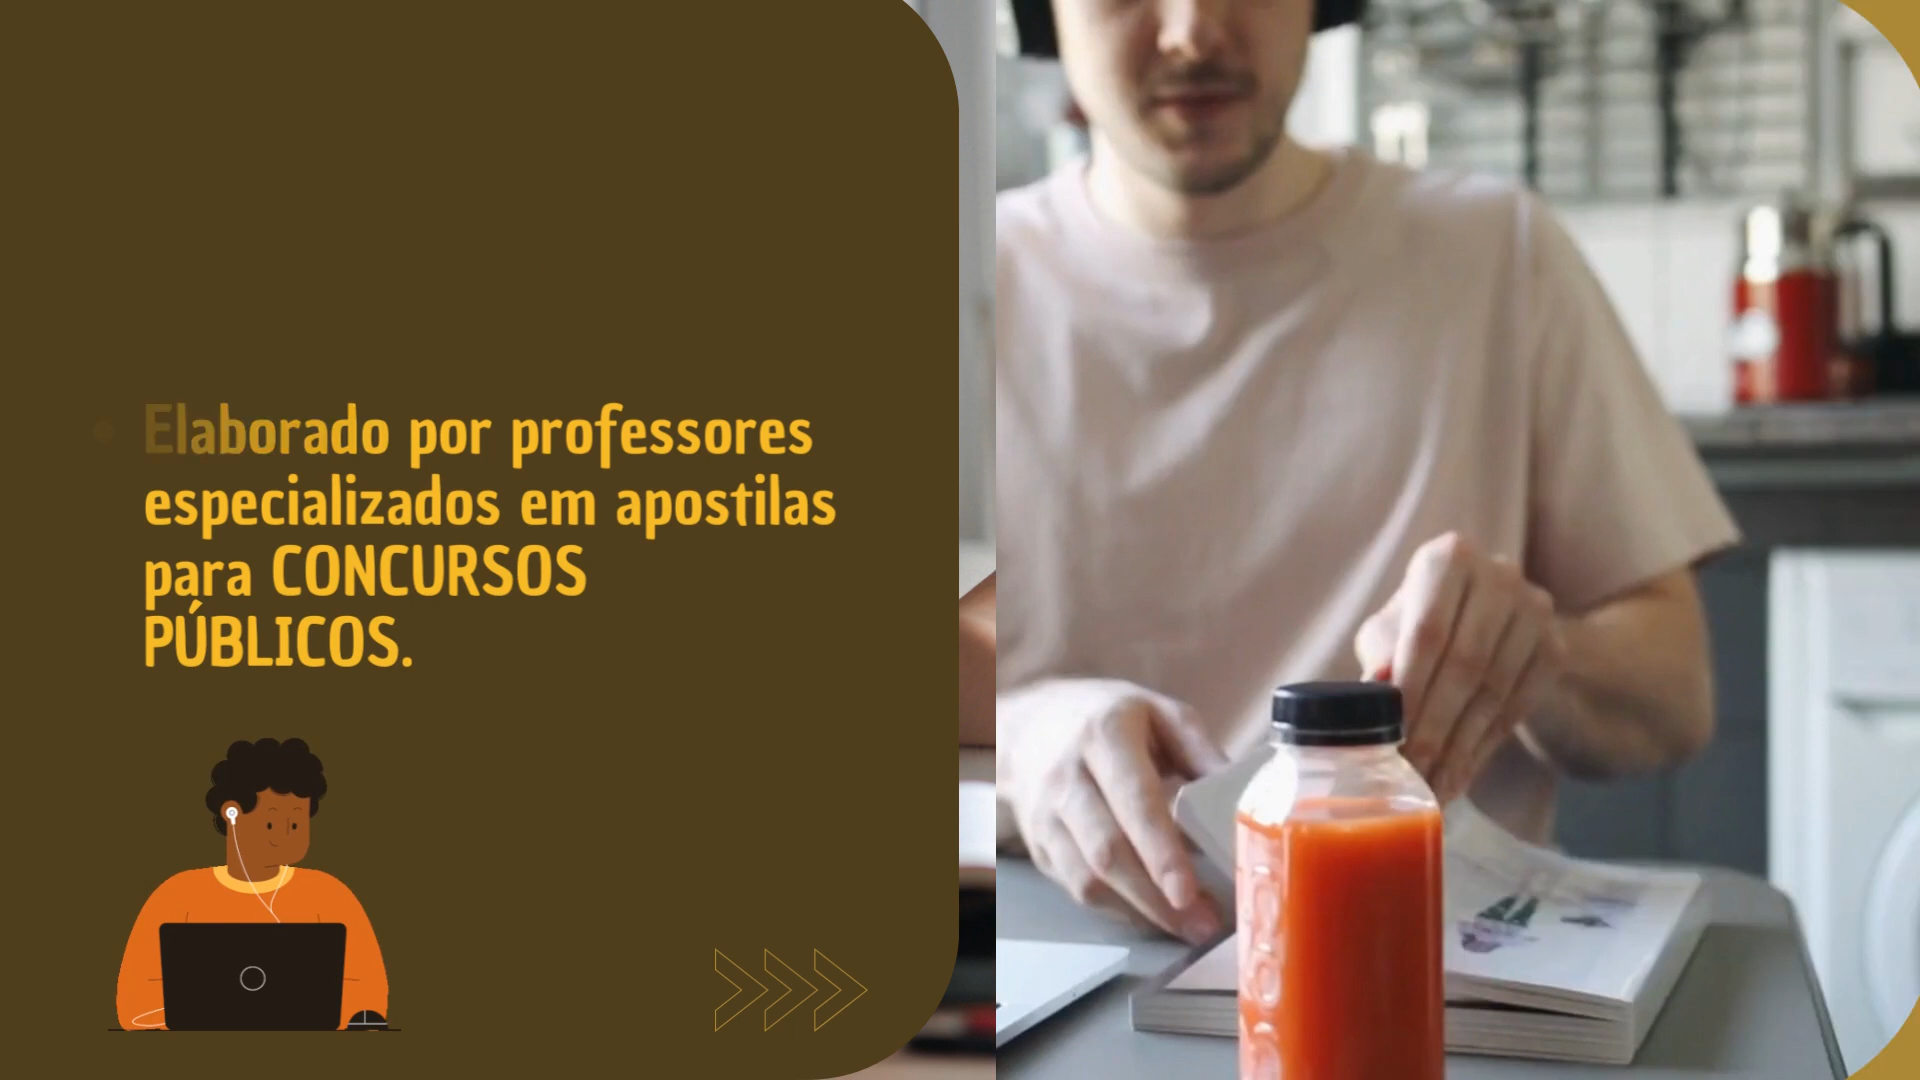 Elaborado por professores
especializados em apostilas
para CONCURSOS
PÚBLICOS.